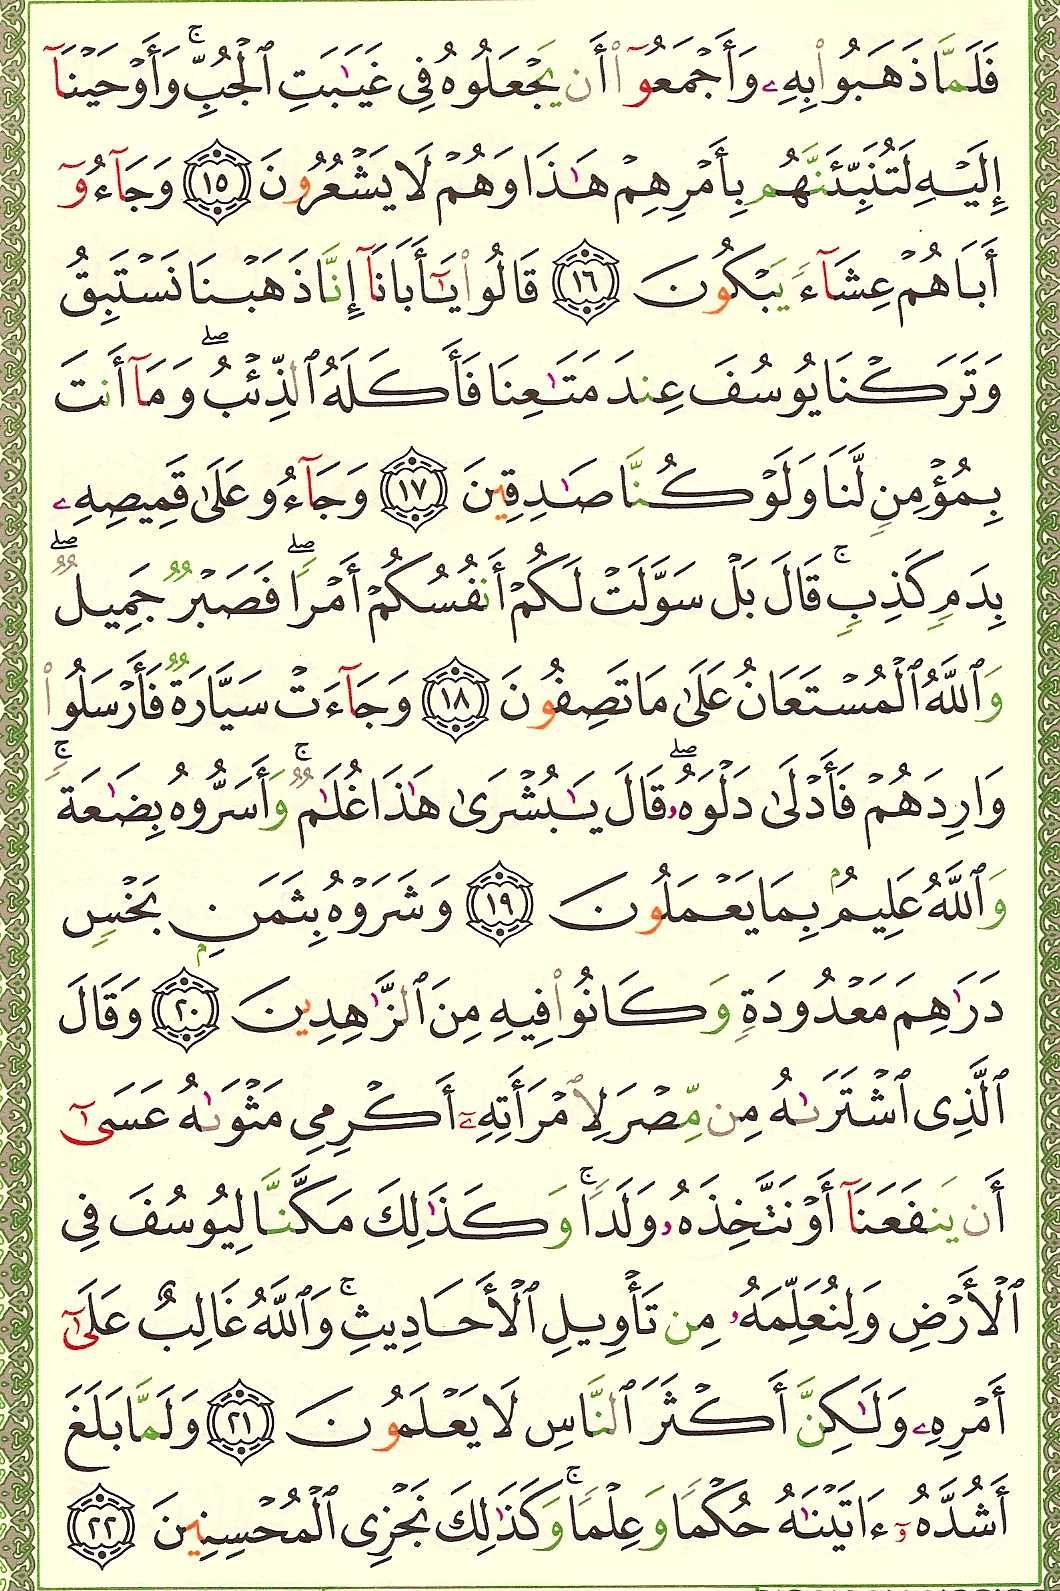 فَلَمَّا ذَهَبُوا۟ بِهِۦ وَأَجْمَعُوٓا۟ أَن يَجْعَلُوهُ فِى غَيَٰبَتِ ٱلْجُبِّ ۚ وَأَوْحَيْنَآ
إِلَيْهِ لَتُنَبِّئَنَّهُم بِأَمْرِهِمْ هَٰذَا وَهُمْ لَا يَشْعُرُونَ ١٥ وَجَآءُوٓ
أَبَاهُمْ عِشَآءً يَبْكُونَ ١٦ قَالُوا۟ يَٰٓأَبَانَآ إِنَّا ذَهَبْنَا نَسْتَبِقُ
وَتَرَكْنَا يُوسُفَ عِندَ مَتَٰعِنَا فَأَكَلَهُ ٱلذِّئْبُ ۖ وَمَآ أَنتَ
بِمُؤْمِنٍ لَّنَا وَلَوْ كُنَّا صَٰدِقِينَ ١٧ وَجَآءُو عَلَىٰ قَمِيصِهِۦ
بِدَمٍ كَذِبٍ ۚ قَالَ بَلْ سَوَّلَتْ لَكُمْ أَنفُسُكُمْ أَمْرًا ۖ فَصَبْرٌ جَمِيلٌ ۖ
وَٱللَّهُ ٱلْمُسْتَعَانُ عَلَىٰ مَا تَصِفُونَ ١٨ وَجَآءَتْ سَيَّارَةٌ فَأَرْسَلُوا۟
وَارِدَهُمْ فَأَدْلَىٰ دَلْوَهُۥ ۖ قَالَ يَٰبُشْرَىٰ هَٰذَا غُلَٰمٌ ۚ وَأَسَرُّوهُ بِضَٰعَةً ۚ
وَٱللَّهُ عَلِيمٌۢ بِمَا يَعْمَلُونَ ١٩ وَشَرَوْهُ بِثَمَنٍۭ بَخْسٍ
دَرَٰهِمَ مَعْدُودَةٍ وَكَانُوا۟ فِيهِ مِنَ ٱلزَّٰهِدِينَ ٢٠ وَقَالَ
ٱلَّذِى ٱشْتَرَىٰهُ مِن مِّصْرَ لِٱمْرَأَتِهِۦٓ أَكْرِمِى مَثْوَىٰهُ عَسَىٰٓ
أَن يَنفَعَنَآ أَوْ نَتَّخِذَهُۥ وَلَدًا ۚ وَكَذَٰلِكَ مَكَّنَّا لِيُوسُفَ فِى
ٱلْأَرْضِ وَلِنُعَلِّمَهُۥ مِن تَأْوِيلِ ٱلْأَحَادِيثِ ۚ وَٱللَّهُ غَالِبٌ عَلَىٰٓ
أَمْرِهِۦ وَلَٰكِنَّ أَكْثَرَ ٱلنَّاسِ لَا يَعْلَمُونَ ٢١ وَلَمَّا بَلَغَ
أَشُدَّهُۥٓ ءَاتَيْنَٰهُ حُكْمًا وَعِلْمًا ۚ وَكَذَٰلِكَ نَجْزِى ٱلْمُحْسِنِينَ ٢٢